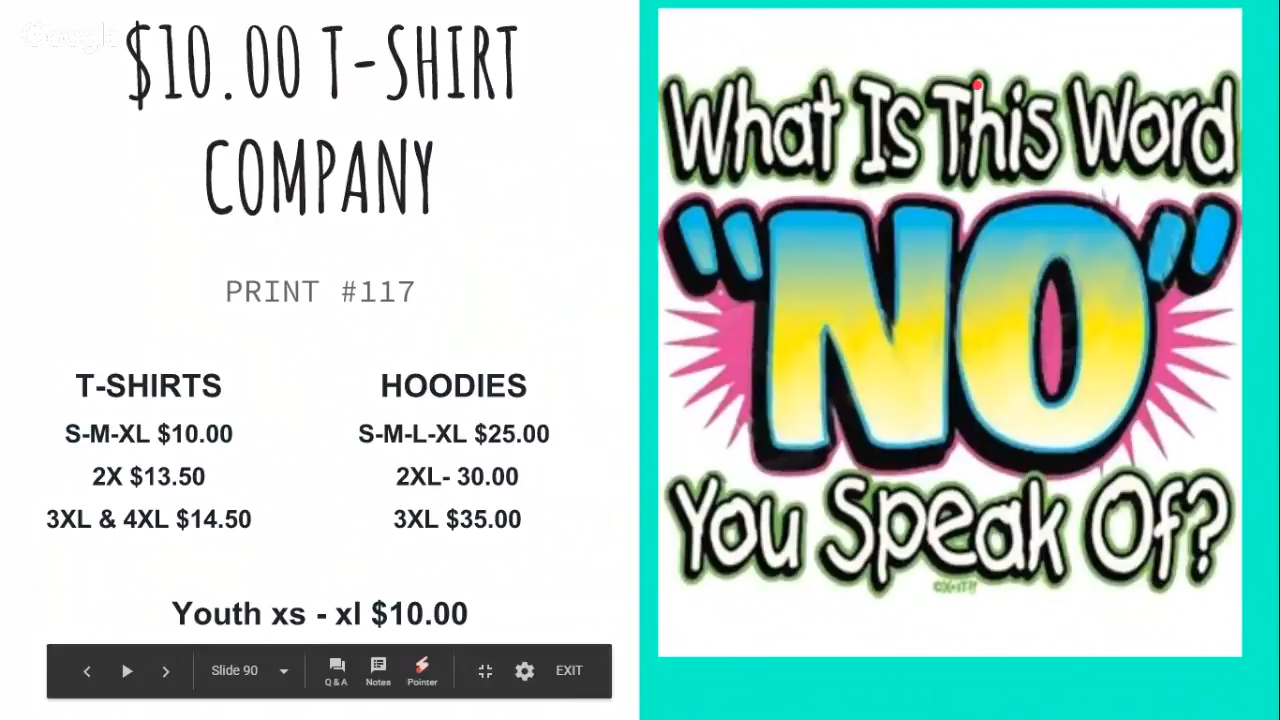 Google
$10.00 T-SHIRT
COMPANY
PRINT #117
T-SHIRTS
S-M-XL $10.00
2X $13.50
3XL & 4XL $14.50
HOODIES
S-M-L-XL $25.00
2XL- 30.00
3XL $35.00
Youth xs - xl $10.00
Slide 90
Q & A
Notes
Pointer
EXIT
What Is This Word
"NO"
You Speak Of?